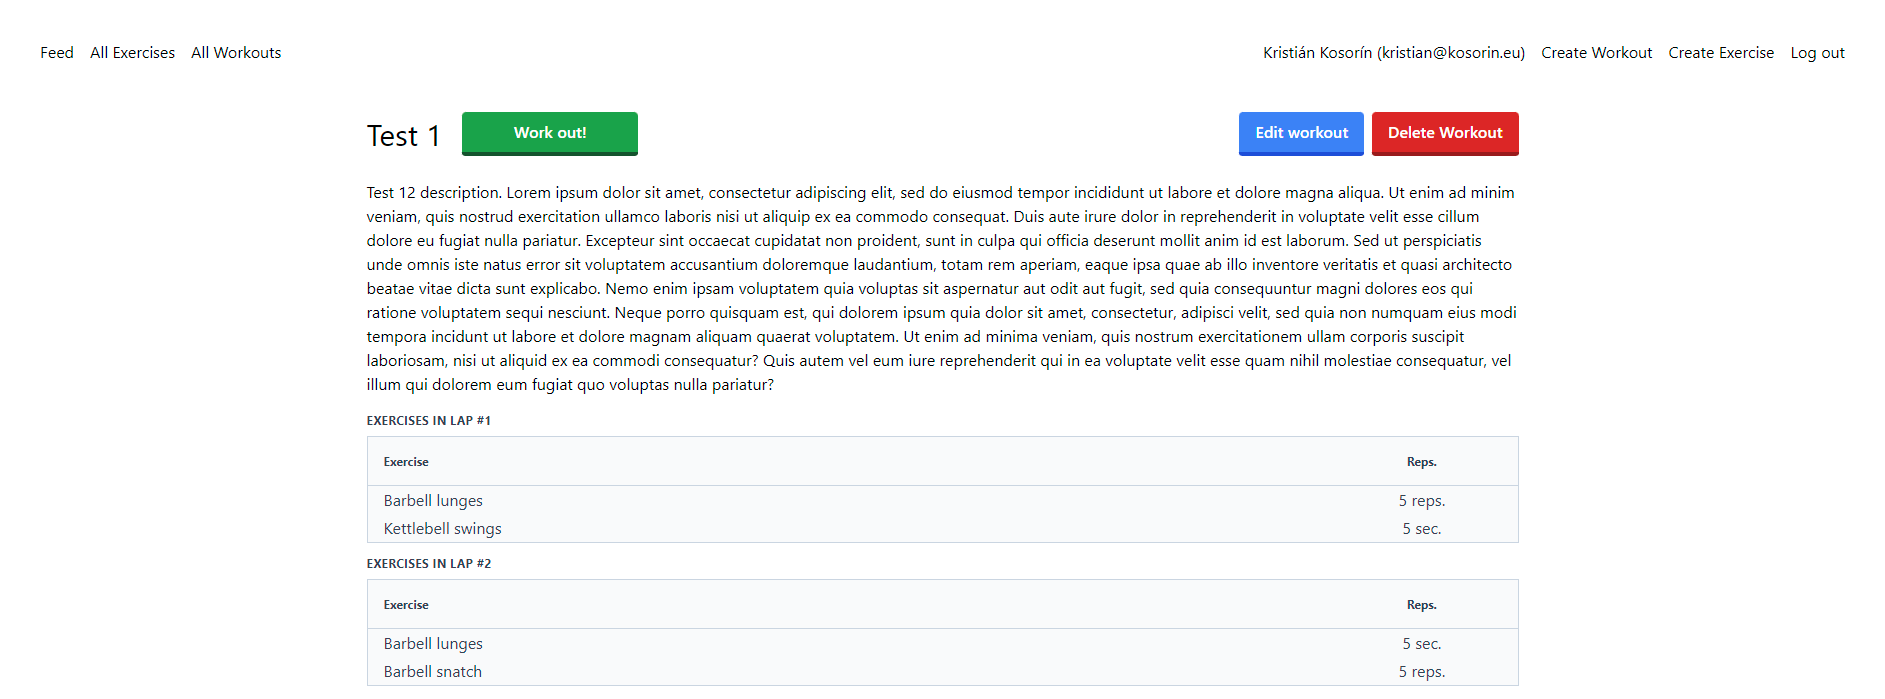 Feed All Exercises All Workouts Kristián Kosorín (kristian@kosorin.eu) Create Workout Create Exercise Log out
Test 1 Work out! Edit workout Delete Workout
Test 12 description. Lorem ipsum dolor sit amet, consectetur adipiscing elit, sed do eiusmod tempor incididunt ut labore et dolore magna aliqua. Ut enim ad minim
veniam, quis nostrud exercitation ullamco laboris nisi ut aliquip ex ea commodo consequat. Duis aute irure dolor in reprehenderit in voluptate velit esse cillum
dolore eu fugiat nulla pariatur. Excepteur sint occaecat cupidatat non proident, sunt in culpa qui officia deserunt mollit anim id est laborum. Sed ut perspiciatis
unde omnis iste natus error sit voluptatem accusantium doloremque laudantium, totam rem aperiam, eaque ipsa quae ab illo inventore veritatis et quasi architecto
beatae vitae dicta sunt explicabo. Nemo enim ipsam voluptatem quia voluptas sit aspernatur aut odit aut fugit, sed quia consequuntur magni dolores eos qui
ratione voluptatem sequi nesciunt. Neque porro quisquam est, qui dolorem ipsum quia dolor sit amet, consectetur, adipisci velit, sed quia non numquam eius modi
tempora incidunt ut labore et dolore magnam aliquam quaerat voluptatem. Ut enim ad minima veniam, quis nostrum exercitationem ullam corporis suscipit
laboriosam, nisi ut aliquid ex ea commodi consequatur? Quis autem vel eum iure reprehenderit qui in ea voluptate velit esse quam nihil molestiae consequatur, vel
illum qui dolorem eum fugiat quo voluptas nulla pariatur?
EXERCISES IN LAP #1
Exercise Reps.
Barbell lunges 5 reps.
Kettlebell swings 5 sec.
EXERCISES IN LAP #2
Exercise Reps.
Barbell lunges 5 sec.
Barbell snatch 5 reps.